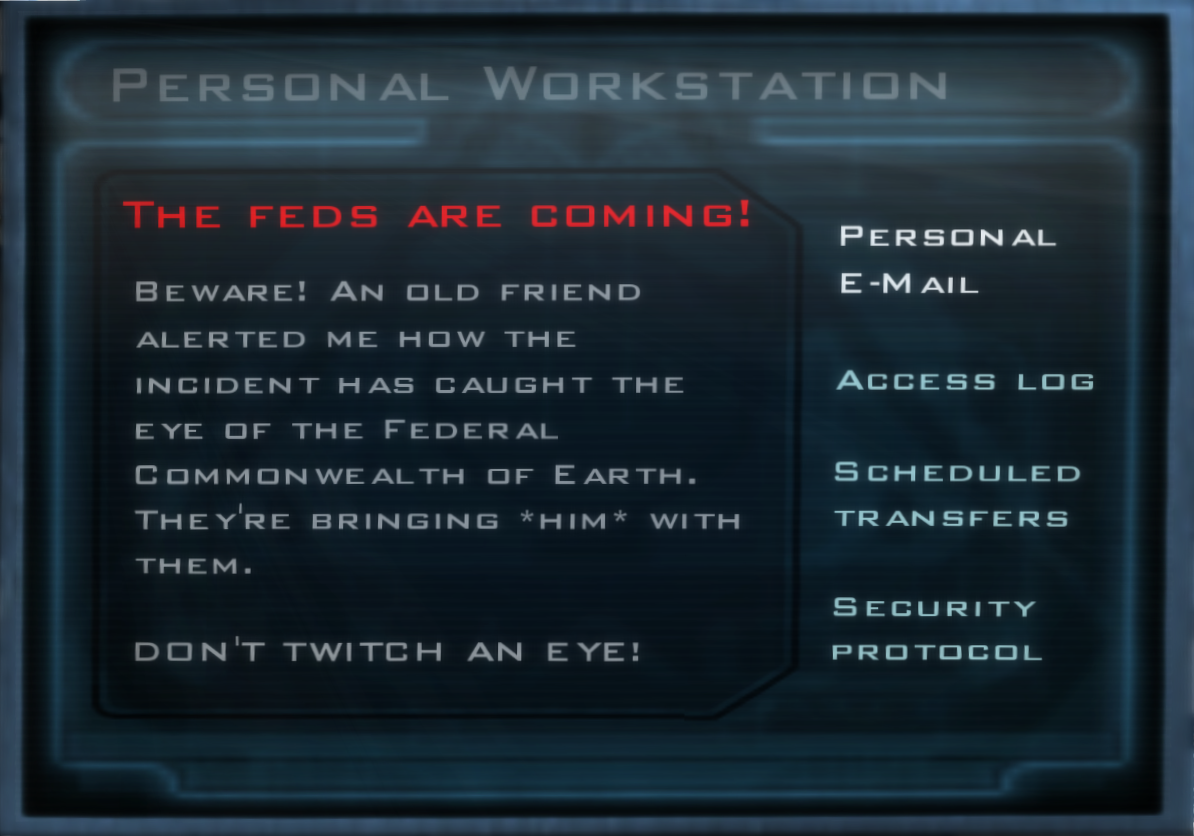 Personal Workstation
The feds are coming!
Beware! An old friend
alerted me how the
incident has caught the
eye of the Federal
Commonwealth of Earth.
They're bringing *him* with
them.
don't twitch an eye!
Personal
E-Mail
Access log
Scheduled
transfers
Security
protocol